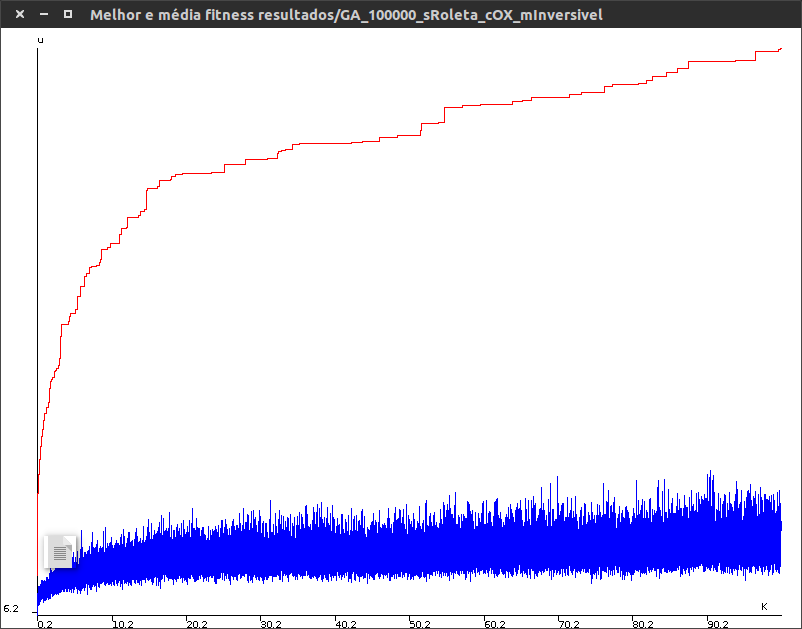 Melhor e média fitness resultados/GA_100000_sRoleta_cOX_mInversivel
u
6.2
K
0.2 10.2 20.2 30.2 40.2 50.2 60.2 70.2 80.2 90.2